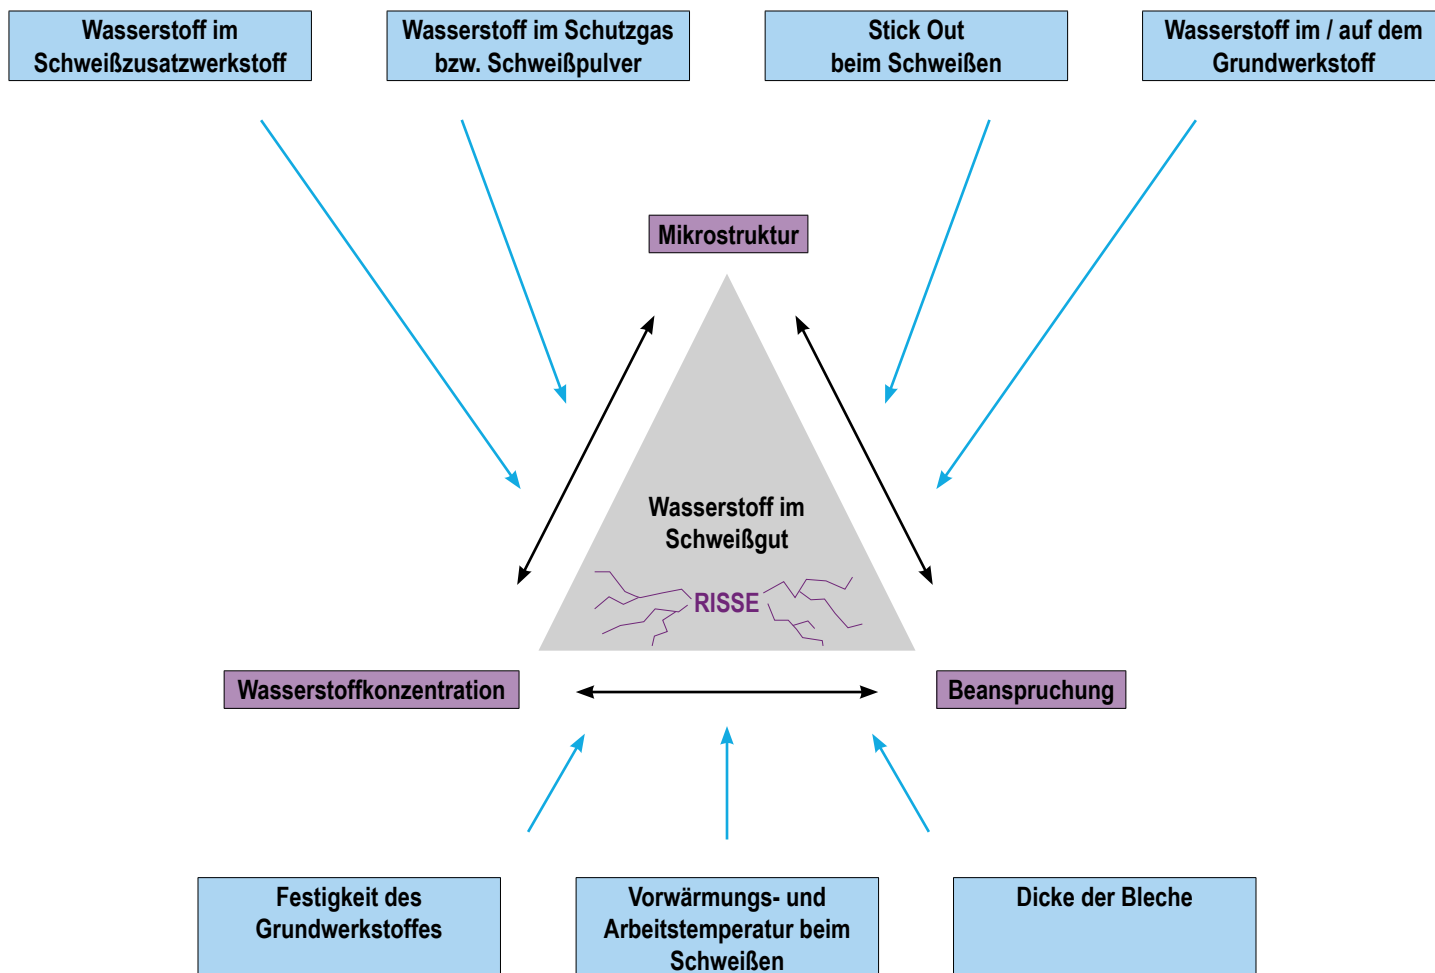 Wasserstoff im
Schweißzusatzwerkstoff
Wasserstoff im Schutzgas
bzw. Schweißpulver
Stick Out
beim Schweißen
Wasserstoff im / auf dem
Grundwerkstoff
Mikrostruktur
Wasserstoff im
Schweißgut
RISSE
Wasserstoffkonzentration
Beanspruchung
Festigkeit des
Grundwerkstoffes
Vorwärmungs- und
Arbeitstemperatur beim
Schweißen
Dicke der Bleche